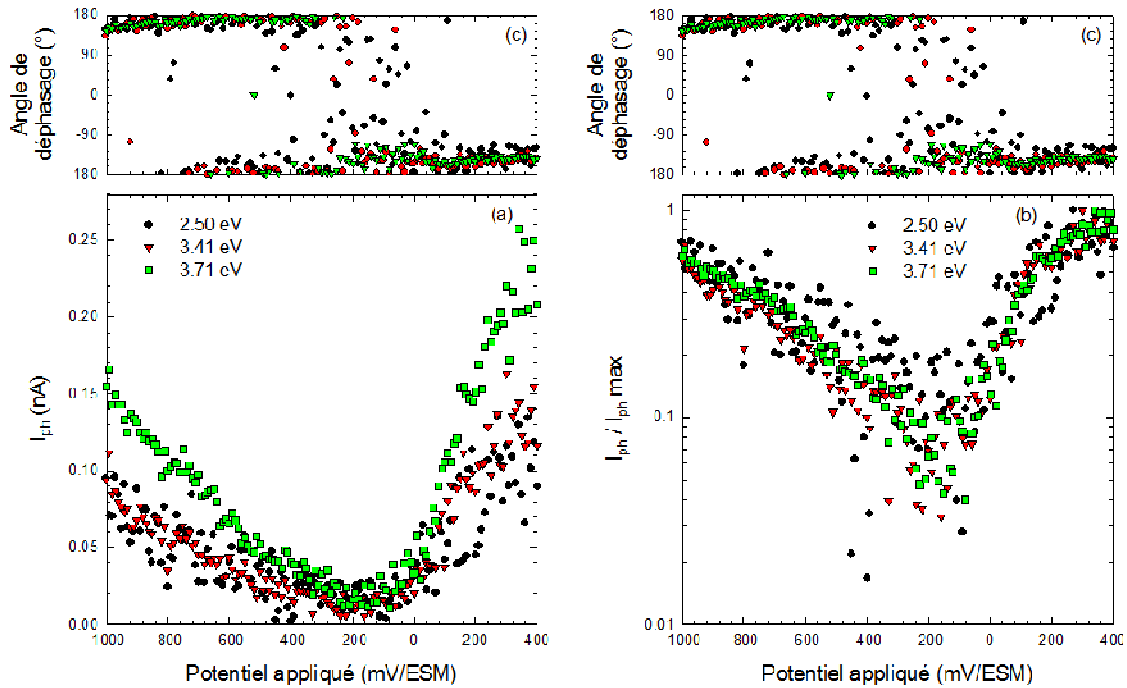 180
90
0
-90
180
Angle de
déphasage (°)
(c)
180
90
0
-90
180
Angle de
déphasage (°)
(c)
0.25
0.20
0.15
0.10
0.05
0.00
I_ph (nA)
(a)
2.50 eV
3.41 eV
3.71 eV
1000 800 600 400 200 0 200 400
Potentiel appliqué (mV/ESM)
1
0.1
0.01
I_ph / I_ph max
(b)
2.50 eV
3.41 eV
3.71 eV
1000 800 600 400 200 0 200 400
Potentiel appliqué (mV/ESM)